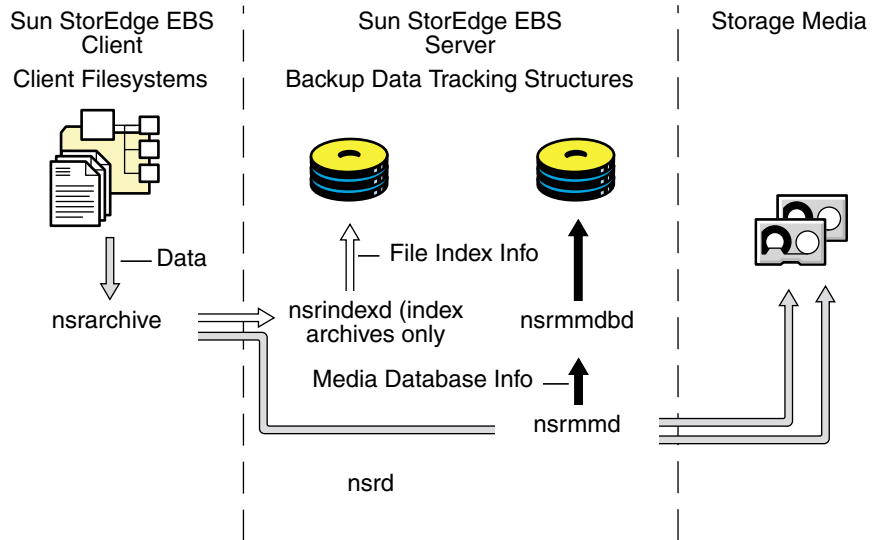 Sun StorEdge EBS
Client
Sun StorEdge EBS
Server
Storage Media
Client Filesystems
Backup Data Tracking Structures
Data
File Index Info
nsrarchive
nsrindexd (index
archives only
nsrmmdbd
Media Database Info
nsrmmd
nsrd